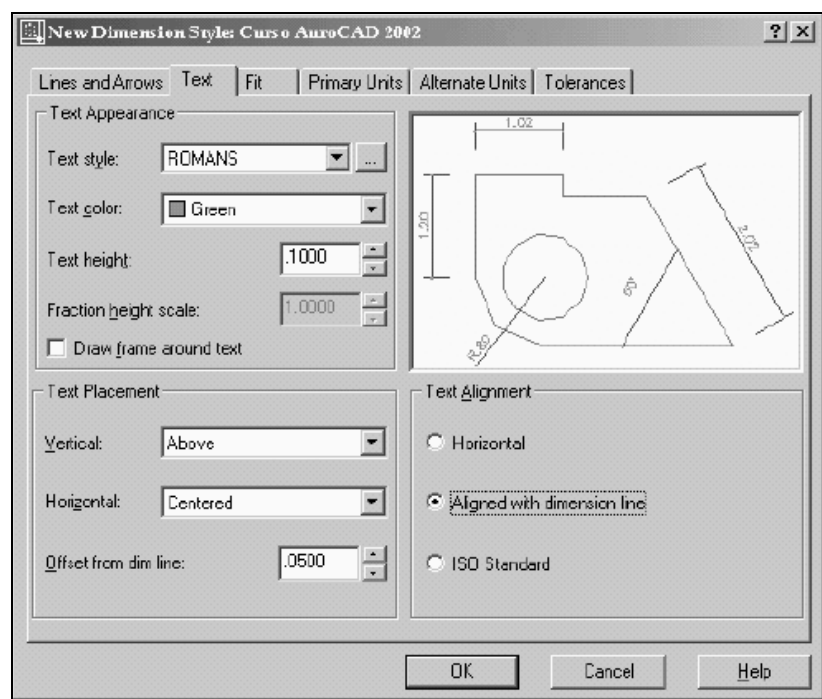 New Dimension Style: Curso AuroCAD 2002
Lines and Arrows Text Fit Primary Units Alternate Units Tolerances
Text Appearance
Text style: ROMANS ...
Text color: Green
Text height: .1000
Fraction height scale: 1.0000
Draw frame around text
1.02
1.20
2.02
60°
R.80
Text Placement
Vertical: Above
Horizontal: Centered
Offset from dim line: .0500
Text Alignment
Horizontal
Aligned with dimension line
ISO Standard
OK Cancel Help